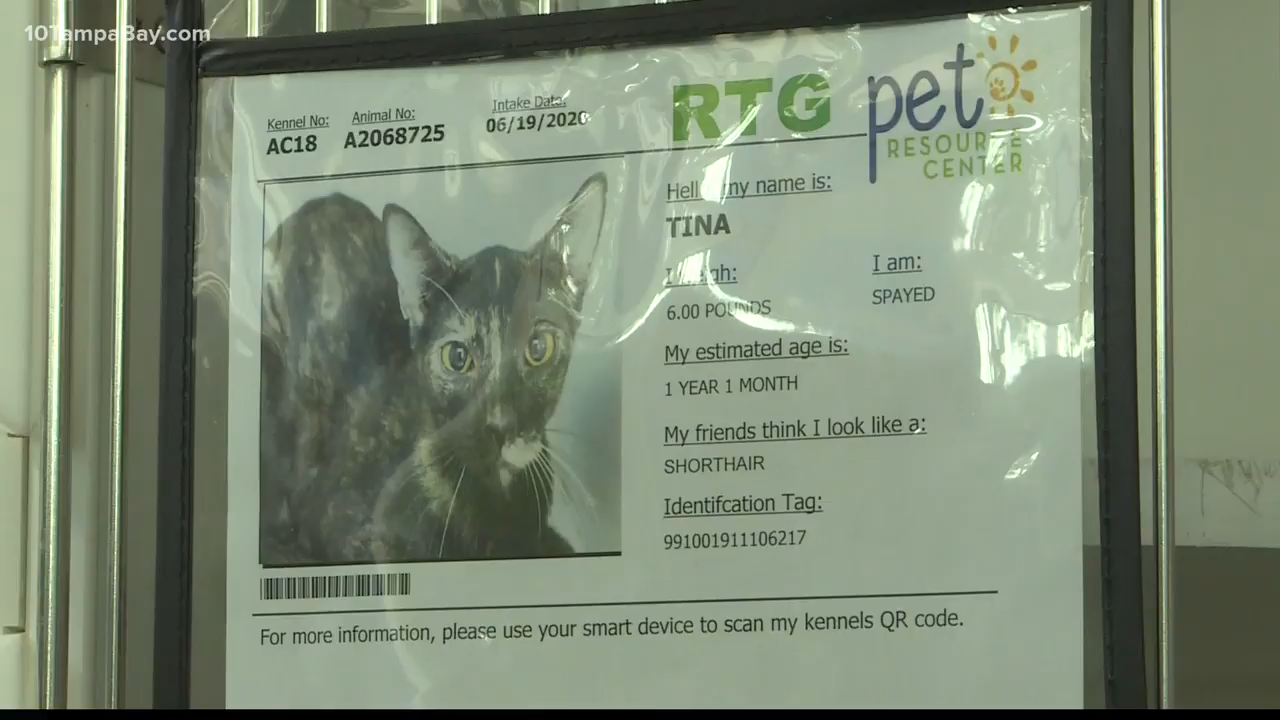 10TampaBay.com
Kennel No: Animal No: Intake Date:
AC18 A2068725 06/19/2020
RTG
pet
RESOURCE
CENTER
Hell my name is:
TINA
I am:
SPAYED
6.00 POUNDS
My estimated age is:
1 YEAR 1 MONTH
My friends think I look like a:
SHORTHAIR
Identifcation Tag:
991001911106217
For more information, please use your smart device to scan my kennels QR code.